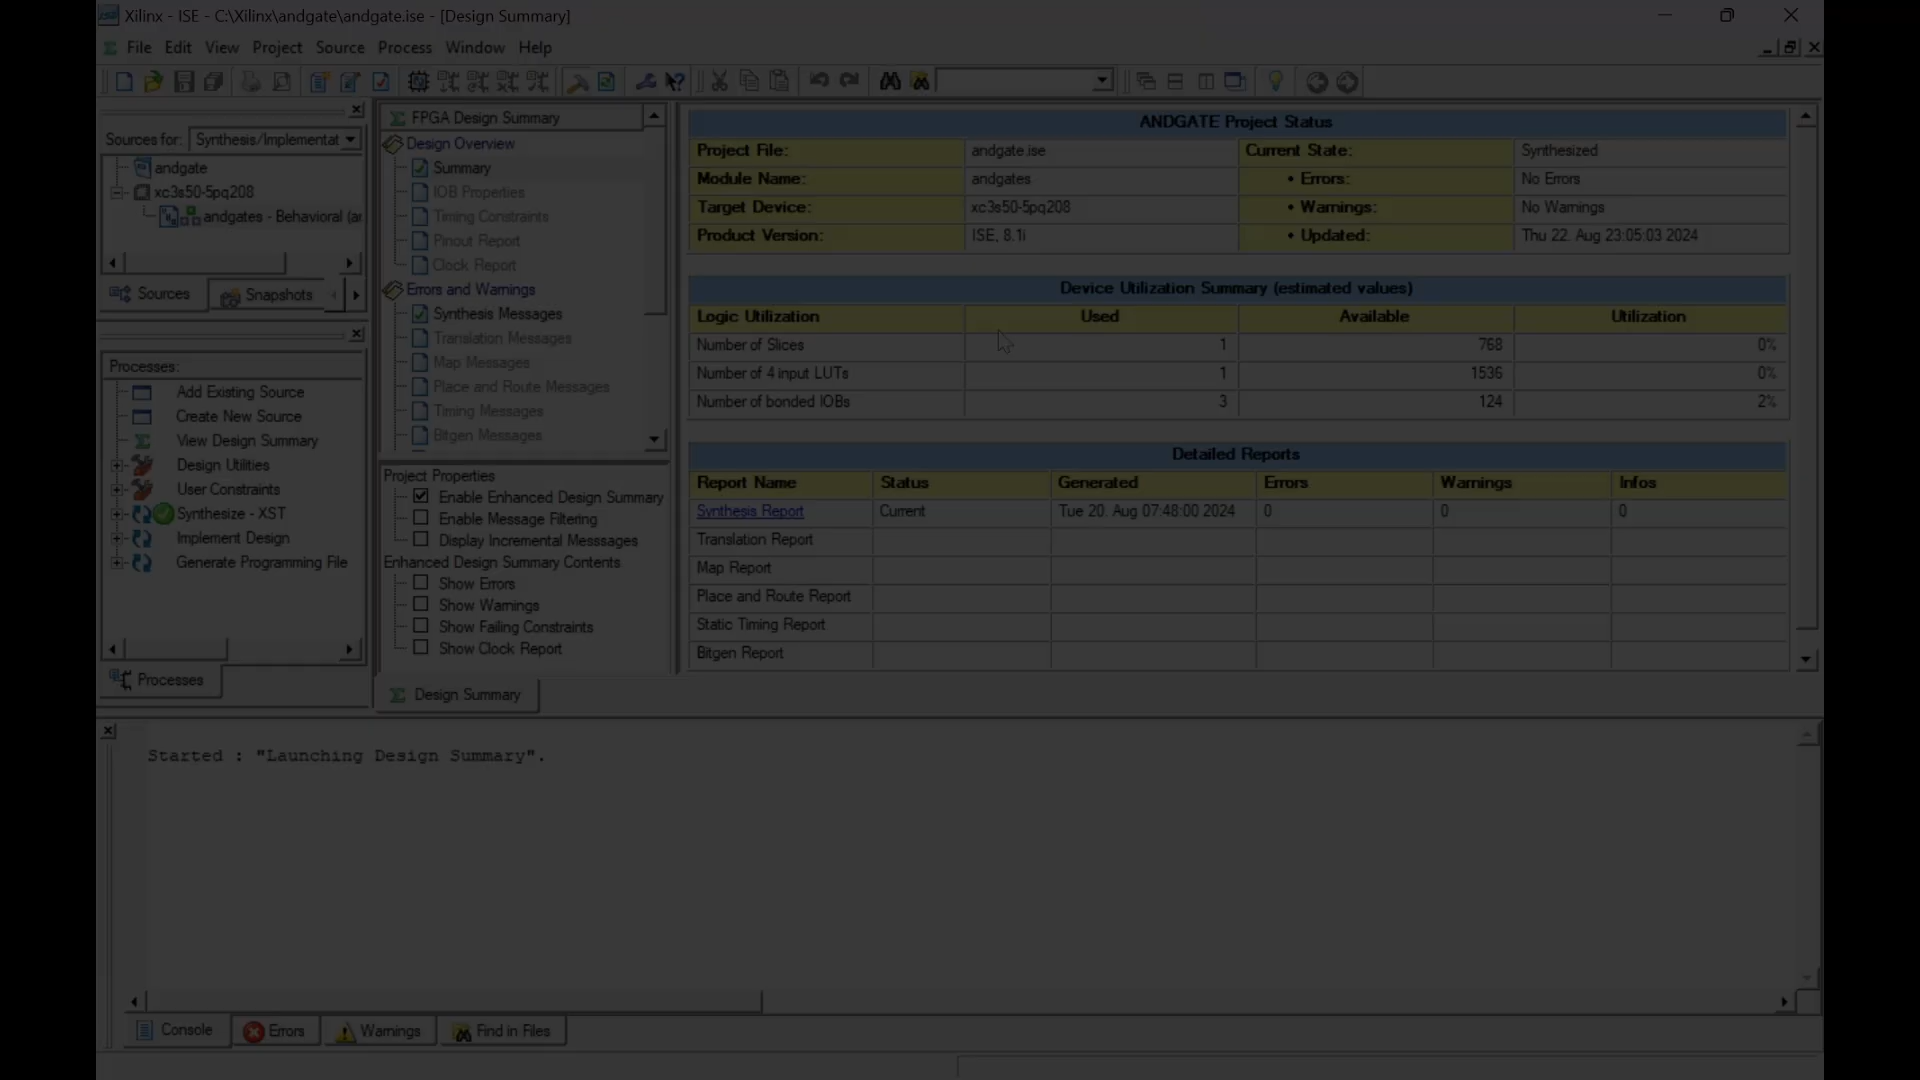 Xilinx - ISE - C:\Xilinx\andgate\andgate.ise - [Design Summary]
File Edit View Project Source Process Window Help
Sources for: Synthesis/Implementat
andgate
xc3s50-5pq208
andgates - Behavioral (ar
Sources Snapshots
Processes:
Add Existing Source
Create New Source
View Design Summary
Design Utilities
User Constraints
Synthesize - XST
Implement Design
Generate Programming File
Processes
FPGA Design Summary
Design Overview
Summary
IOB Properties
Timing Constraints
Pinout Report
Clock Report
Errors and Warnings
Synthesis Messages
Translation Messages
Map Messages
Place and Route Messages
Timing Messages
Bitgen Messages
Project Properties
Enable Enhanced Design Summary
Enable Message Filtering
Display Incremental Messsages
Enhanced Design Summary Contents
Show Errors
Show Warnings
Show Failing Constraints
Show Clock Report
Design Summary
ANDGATE Project Status
Project File: andgate.ise Current State: Synthesized
Module Name: andgates • Errors: No Errors
Target Device: xc3s50-5pq208 • Warnings: No Warnings
Product Version: ISE, 8.1i • Updated: Thu 22. Aug 23:05:03 2024
Device Utilization Summary (estimated values)
Logic Utilization Used Available Utilization
Number of Slices 1 768 0%
Number of 4 input LUTs 1 1536 0%
Number of bonded IOBs 3 124 2%
Detailed Reports
Report Name Status Generated Errors Warnings Infos
Synthesis Report Current Tue 20. Aug 07:48:00 2024 0 0 0
Translation Report
Map Report
Place and Route Report
Static Timing Report
Bitgen Report
Started : "Launching Design Summary".
Console Errors Warnings Find in Files